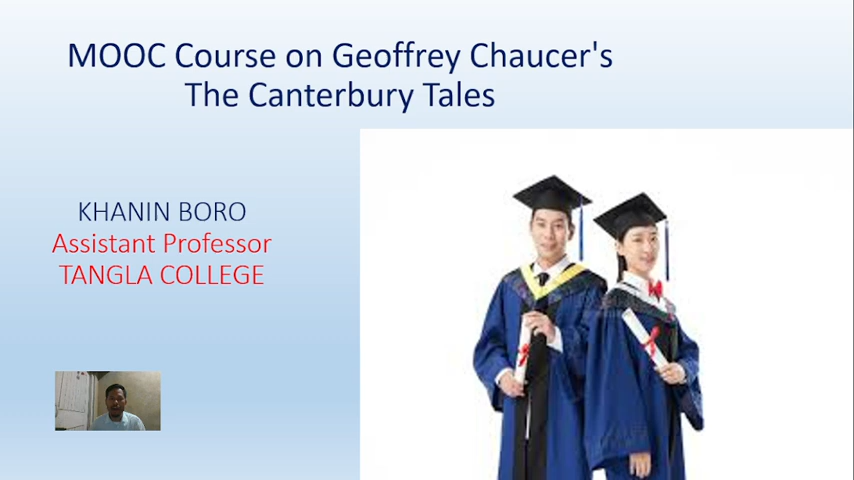 MOOC Course on Geoffrey Chaucer's
The Canterbury Tales
KHANIN BORO
Assistant Professor
TANGLA COLLEGE